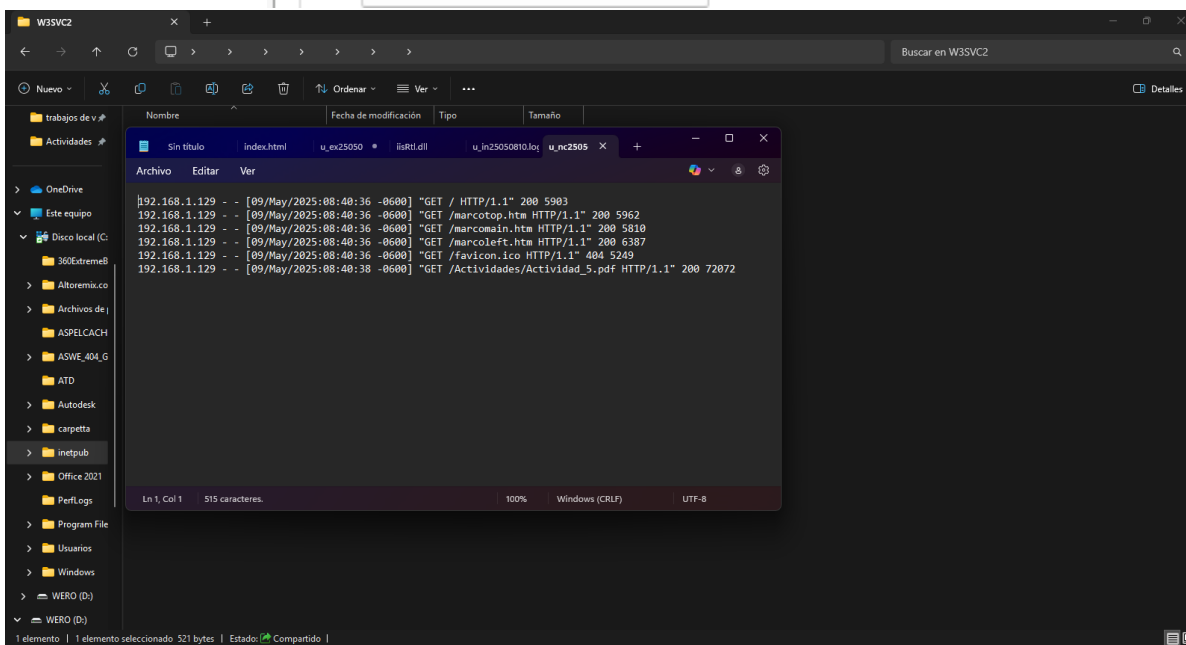 W3SVC2
Buscar en W3SVC2
Nuevo
Ordenar
Ver
Detalles
trabajos de v
Actividades
OneDrive
Este equipo
Disco local (C:
360ExtremeB
Altoremix.co
Archivos de
ASPELCACH
ASWE_404_G
ATD
Autodesk
carpetta
inetpub
Office 2021
PerfLogs
Program File
Usuarios
Windows
WERO (D:)
WERO (D:)
Nombre Fecha de modificación Tipo Tamaño
Sin título index.html u_ex25050 iisRtl.dll u_in25050810.log u_nc2505
Archivo Editar Ver
192.168.1.129 - - [09/May/2025:08:40:36 -0600] "GET / HTTP/1.1" 200 5903
192.168.1.129 - - [09/May/2025:08:40:36 -0600] "GET /marcotop.htm HTTP/1.1" 200 5962
192.168.1.129 - - [09/May/2025:08:40:36 -0600] "GET /marcomain.htm HTTP/1.1" 200 5810
192.168.1.129 - - [09/May/2025:08:40:36 -0600] "GET /marcoleft.htm HTTP/1.1" 200 6387
192.168.1.129 - - [09/May/2025:08:40:36 -0600] "GET /favicon.ico HTTP/1.1" 404 5249
192.168.1.129 - - [09/May/2025:08:40:38 -0600] "GET /Actividades/Actividad_5.pdf HTTP/1.1" 200 72072
Ln 1, Col 1 515 caracteres. 100% Windows (CRLF) UTF-8
1 elemento | 1 elemento seleccionado 521 bytes | Estado: Compartido |